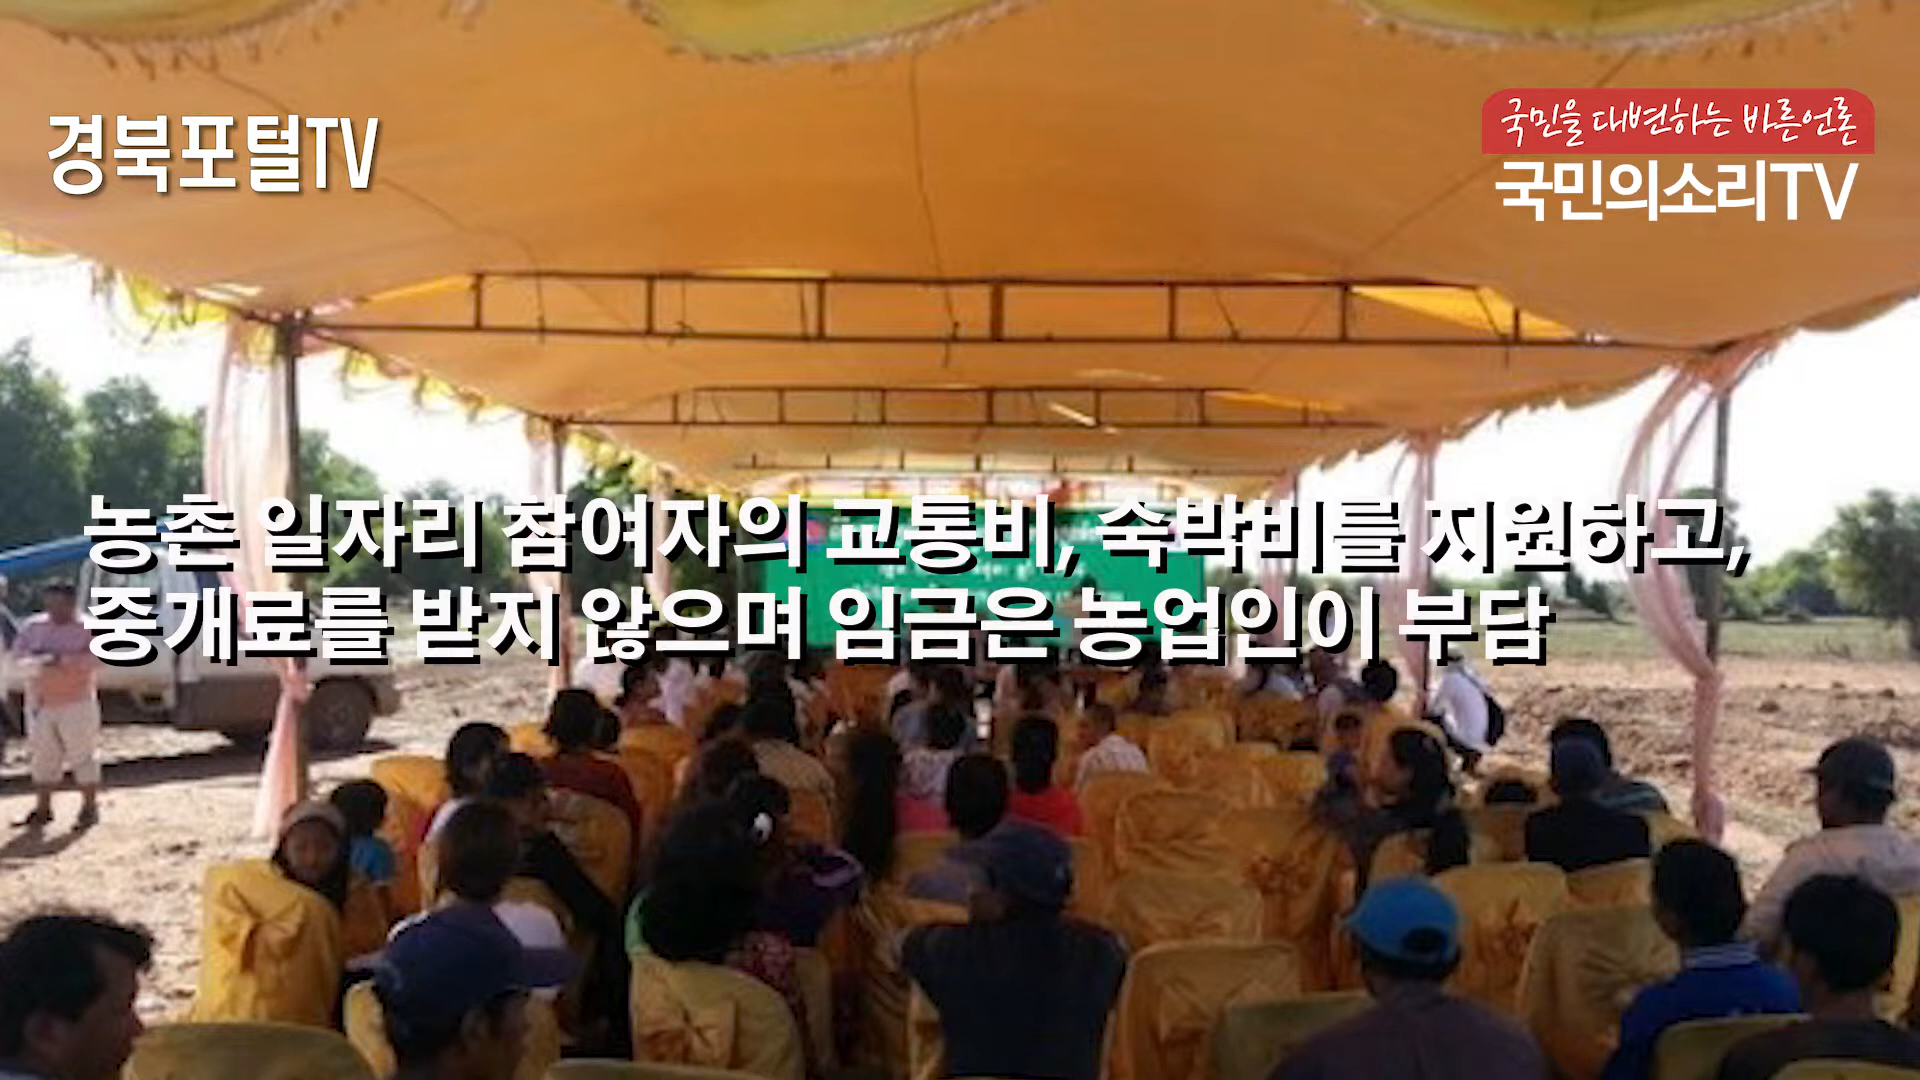 경북포털TV
국민을 대변하는 바른언론
국민의소리TV
농촌 일자리 참여자의 교통비, 숙박비를 지원하고,
중개료를 받지 않으며 임금은 농업인이 부담